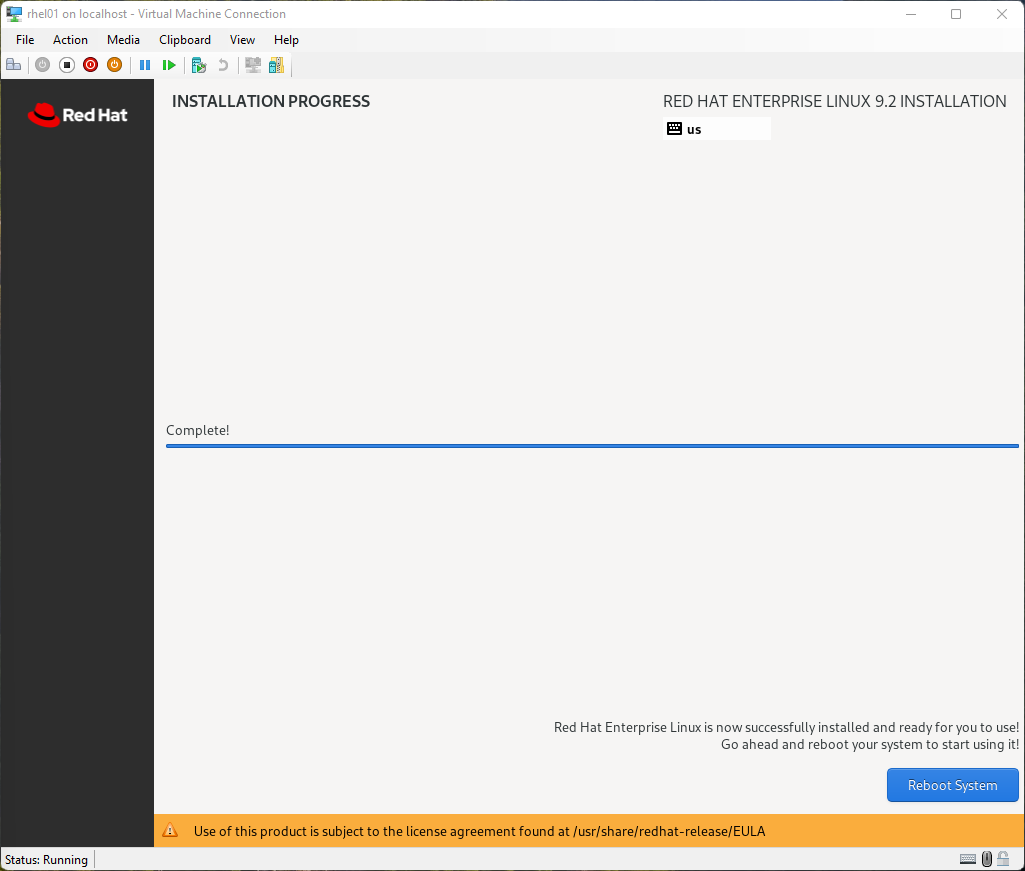 rhel01 on localhost - Virtual Machine Connection
File Action Media Clipboard View Help
Red Hat
INSTALLATION PROGRESS
RED HAT ENTERPRISE LINUX 9.2 INSTALLATION
us
Complete!
Red Hat Enterprise Linux is now successfully installed and ready for you to use!
Go ahead and reboot your system to start using it!
Reboot System
Use of this product is subject to the license agreement found at /usr/share/redhat-release/EULA
Status: Running